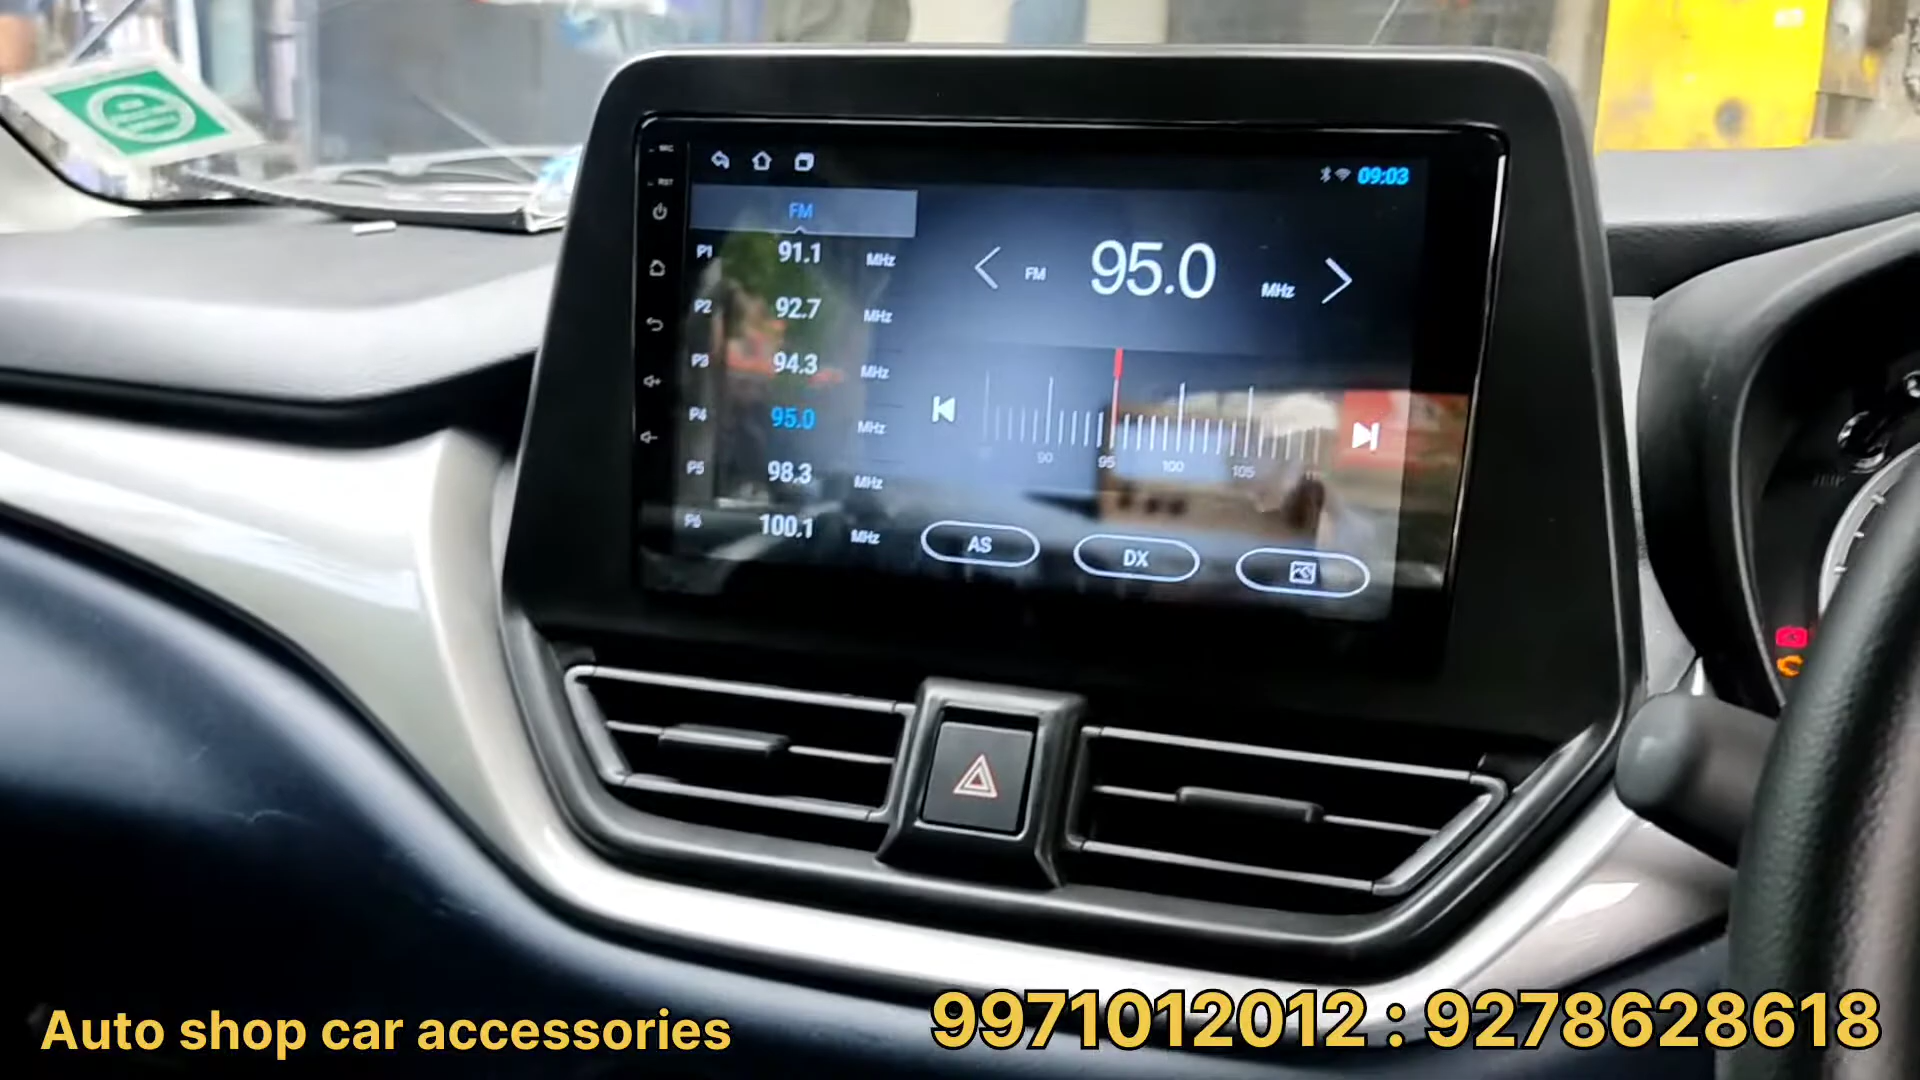 09:03
FM
P1 91.1 MHz
P2 92.7 MHz
P3 94.3 MHz
P4 95.0 MHz
P5 98.3 MHz
P6 100.1 MHz
FM 95.0 MHz
90 95 100 105
AS DX
RST
Auto shop car accessories
9971012012 : 9278628618